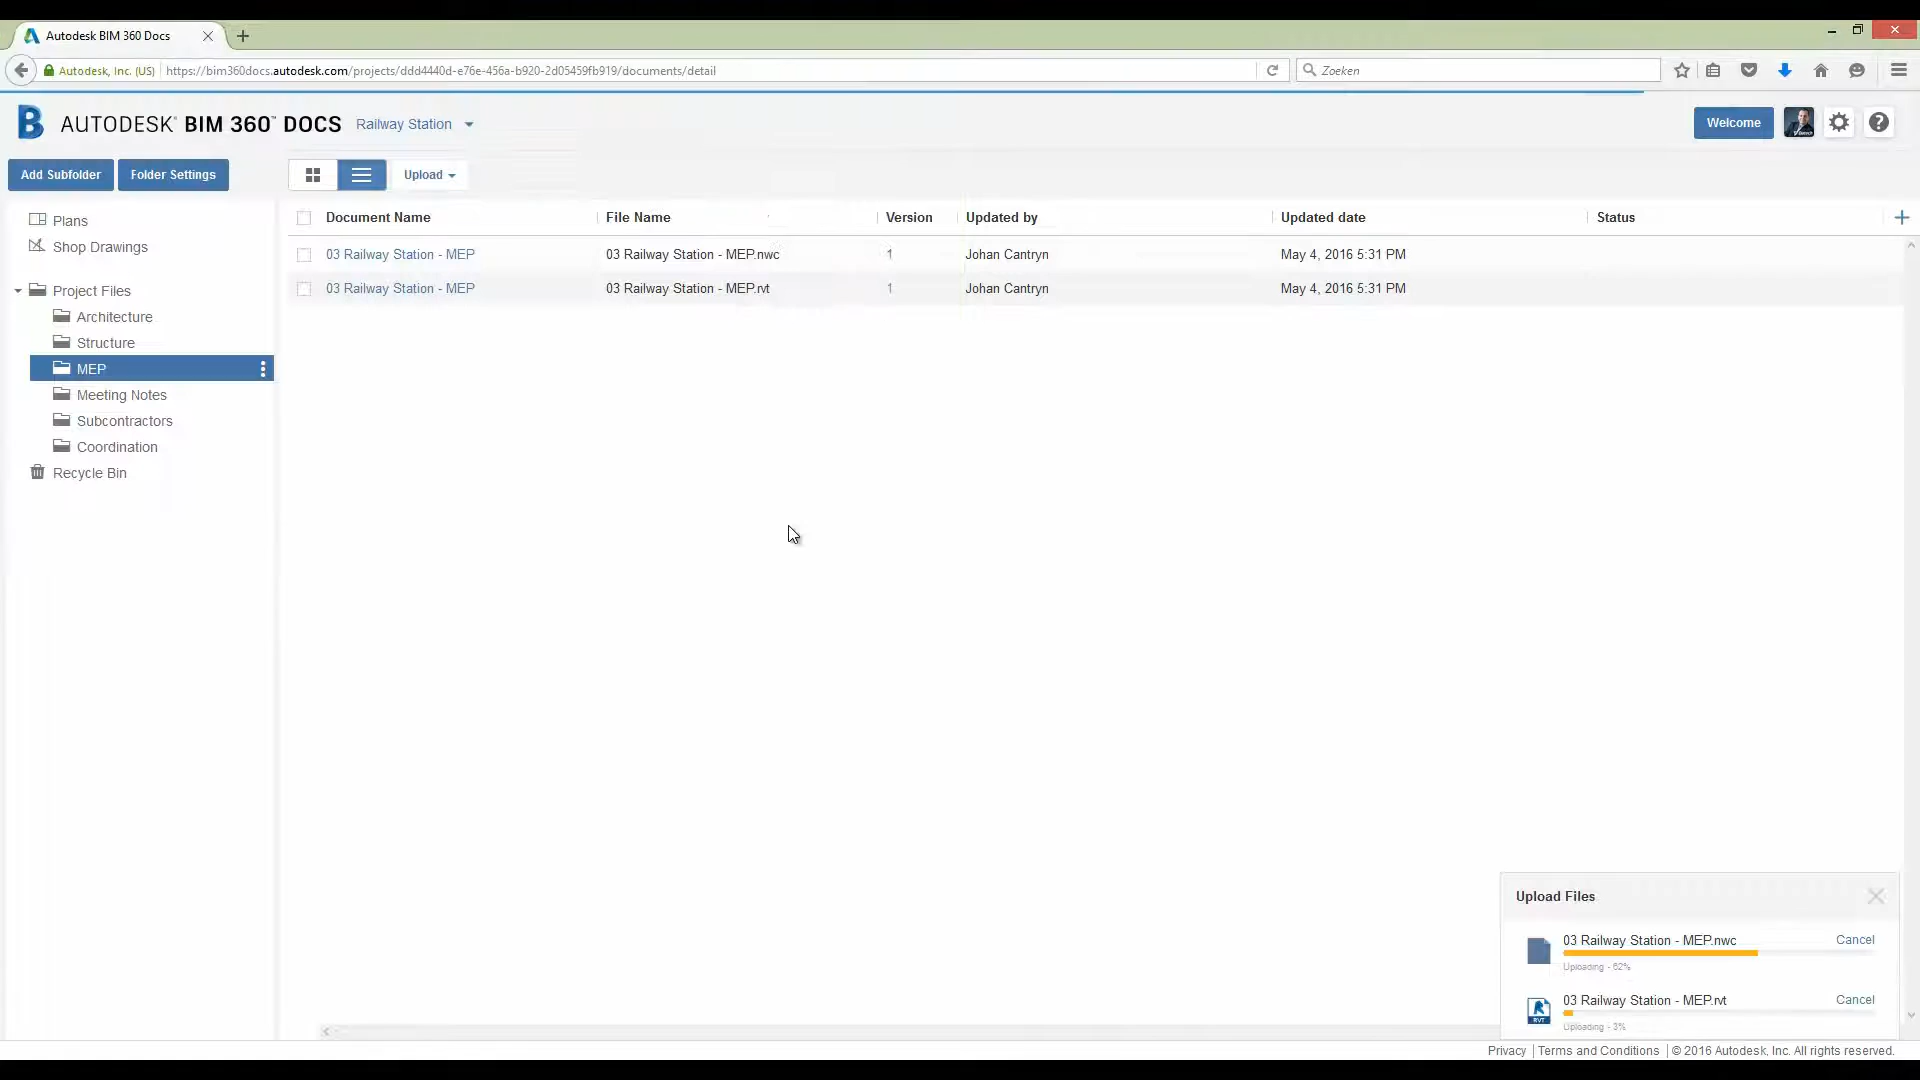 Autodesk BIM 360 Docs
Autodesk, Inc. (US) https://bim360docs.autodesk.com/projects/ddd4440d-e76e-456a-b920-2d05459fb919/documents/detail Zoeken
AUTODESK® BIM 360™ DOCS Railway Station Welcome
Add Subfolder Folder Settings Upload
Document Name File Name Version Updated by Updated date Status
03 Railway Station - MEP 03 Railway Station - MEP.nwc 1 Johan Cantryn May 4, 2016 5:31 PM
03 Railway Station - MEP 03 Railway Station - MEP.rvt 1 Johan Cantryn May 4, 2016 5:31 PM
Plans
Shop Drawings
Project Files
Architecture
Structure
MEP
Meeting Notes
Subcontractors
Coordination
Recycle Bin
Upload Files
03 Railway Station - MEP.nwc Cancel
Uploading - 62%
03 Railway Station - MEP.rvt Cancel
RVT
Uploading - 3%
Privacy | Terms and Conditions | © 2016 Autodesk, Inc. All rights reserved.